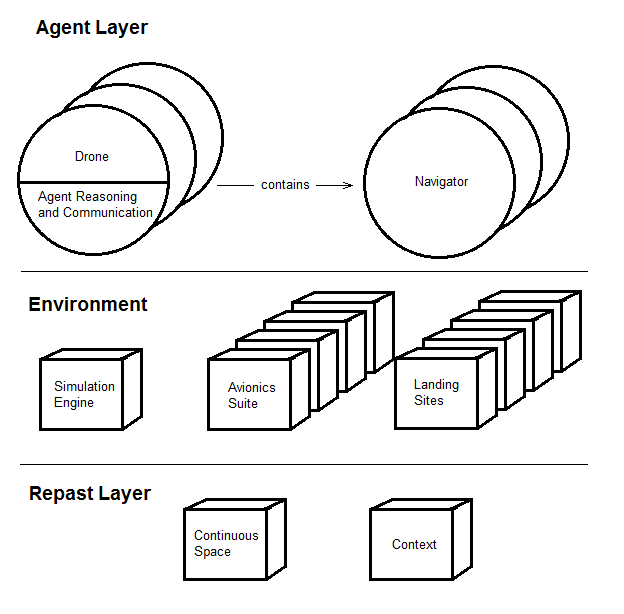 Agent Layer
Drone
Agent Reasoning
and Communication
contains
Navigator
Environment
Simulation
Engine
Avionics
Suite
Landing
Sites
Repast Layer
Continuous
Space
Context